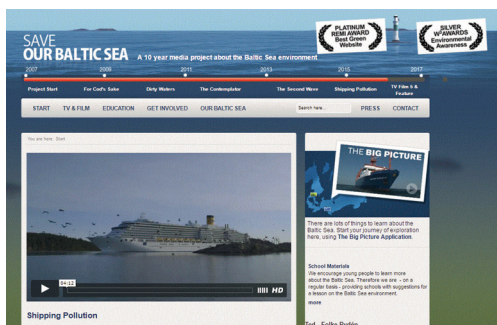 SAVE
OUR BALTIC SEA A 10 year media project about the Baltic Sea environment
PLATINUM
REMI AWARD
Best Green
Website
SILVER
W³ AWARDS
Environmental
Awareness
2007 2009 2011 2013 2015 2017
Project Start For Cod's Sake Dirty Waters The Contemplator The Second Wave Shipping Pollution TV Film 5 &
Feature
START TV & FILM EDUCATION GET INVOLVED OUR BALTIC SEA Search here... PRESS CONTACT
You are here: Start
THE BIG PICTURE
There are lots of things to learn about the
Baltic Sea. Start your journey of exploration
here, using The Big Picture Application.
School Materials
We encourage young people to learn more
about the Baltic Sea. Therefore we are - on a
regular basis - providing schools with suggestions for
a lesson on the Baltic Sea environment.
more
04:12
HD
Shipping Pollution
Ted - Folke Rydén